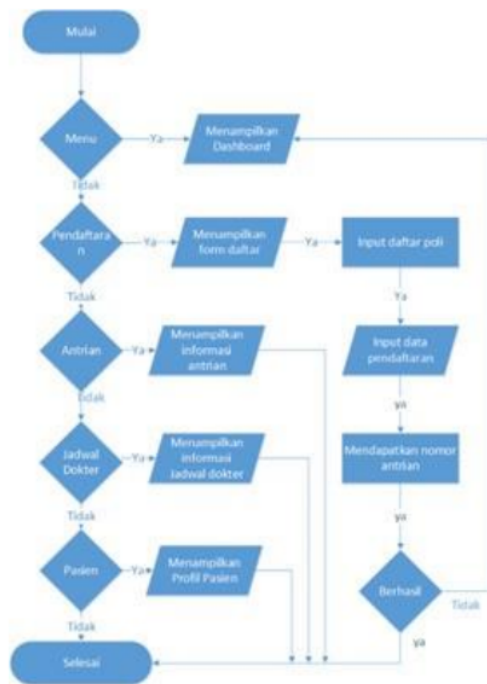 Mulai
Menu
Ya
Menampilkan
Dashboard
Tidak
Pendaftara
n
Ya
Menampilkan
form daftar
Ya
Input daftar poli
Tidak
Ya
Antrian
Ya
Menampilkan
informasi
antrian
Input data
pendaftaran
Tidak
ya
Jadwal
Dokter
Ya
Menampilkan
informasi
Jadwal dokter
Mendapatkan nomor
antrian
Tidak
ya
Pasien
Ya
Menampilkan
Profil Pasien
Berhasil
Tidak
Tidak
ya
Selesai